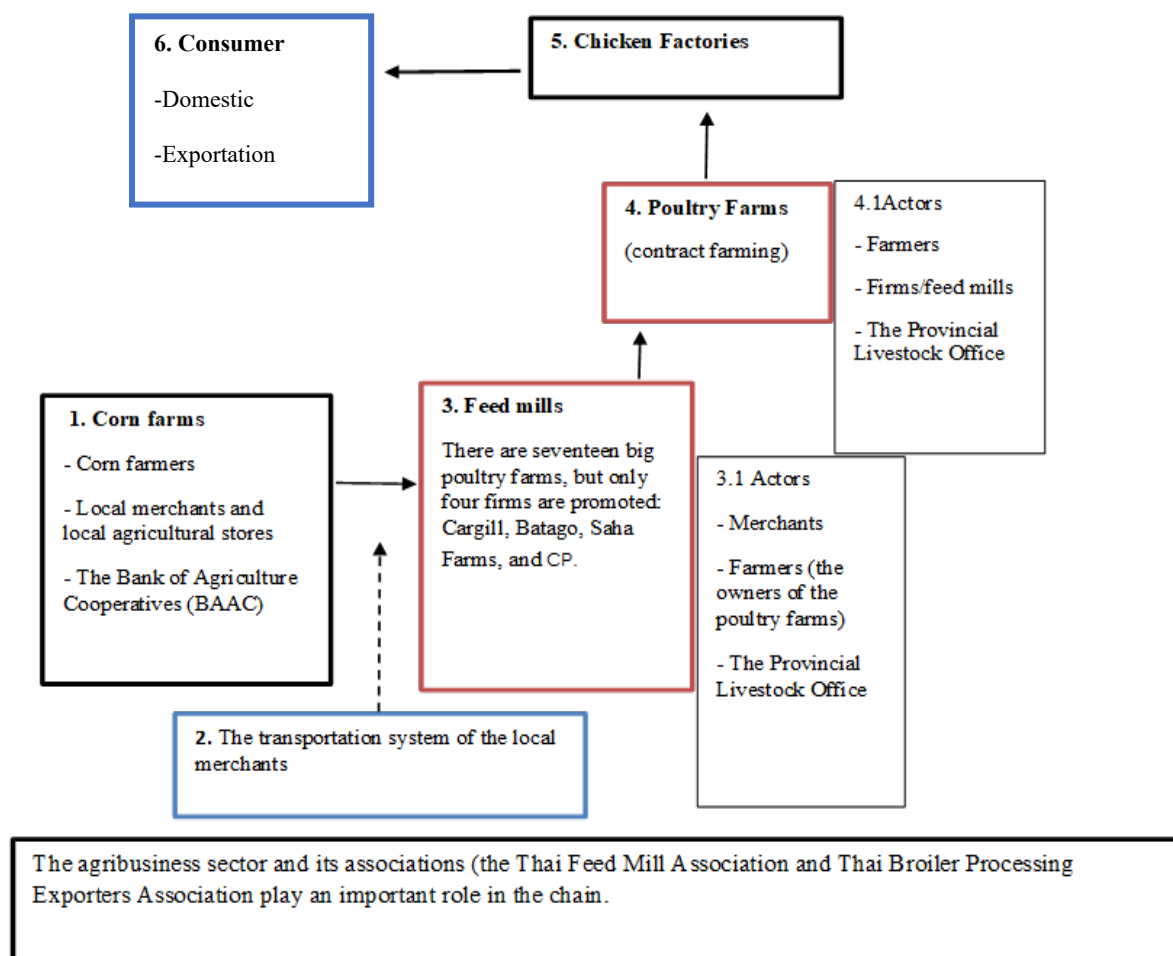 6. Consumer
-Domestic
-Exportation
5. Chicken Factories
4. Poultry Farms
(contract farming)
4.1Actors
- Farmers
- Firms/feed mills
- The Provincial
Livestock Office
1. Corn farms
- Corn farmers
- Local merchants and
local agricultural stores
- The Bank of Agriculture
Cooperatives (BAAC)
3. Feed mills
There are seventeen big
poultry farms, but only
four firms are promoted:
Cargill, Batago, Saha
Farms, and CP.
3.1 Actors
- Merchants
- Farmers (the
owners of the
poultry farms)
- The Provincial
Livestock Office
2. The transportation system of the local
merchants
The agribusiness sector and its associations (the Thai Feed Mill Association and Thai Broiler Processing
Exporters Association play an important role in the chain.